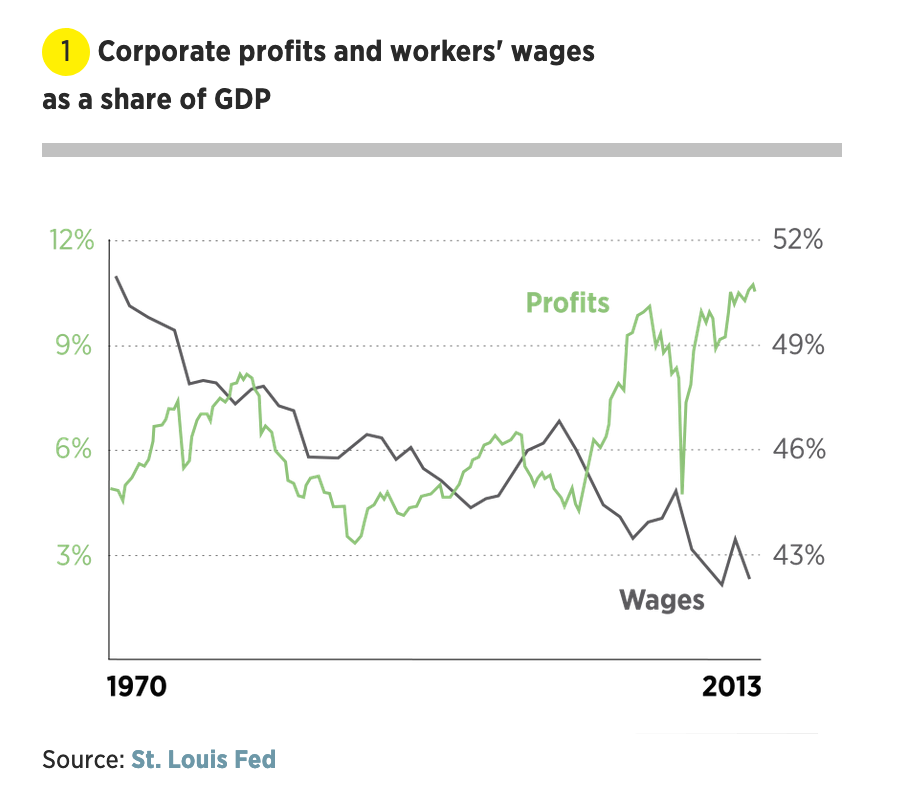 1 Corporate profits and workers' wages
as a share of GDP
12% 52%
Profits
9% 49%
6% 46%
3% 43%
Wages
1970 2013
Source: St. Louis Fed